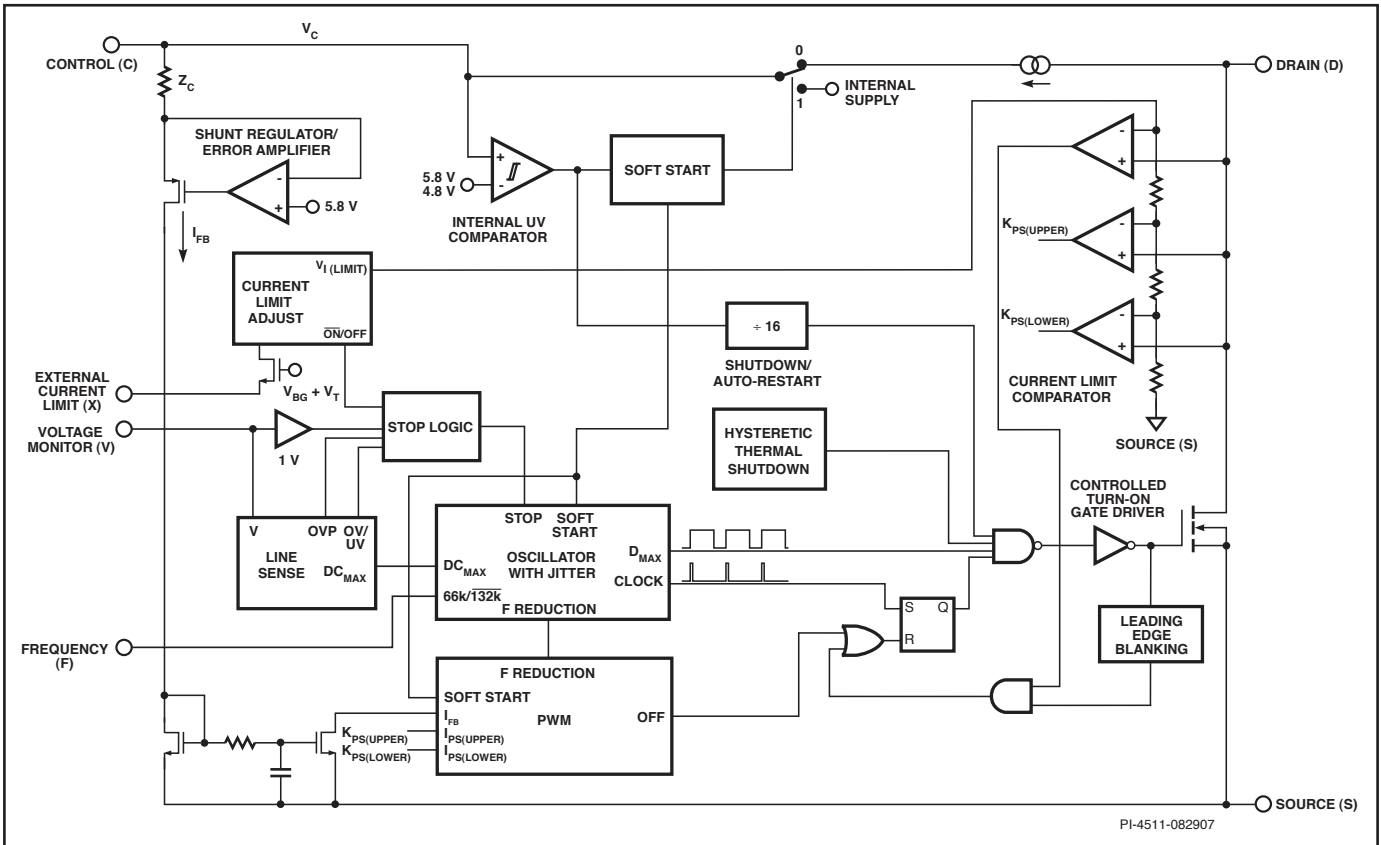 V_C
CONTROL (C)
Z_C
0
1
INTERNAL
SUPPLY
DRAIN (D)
SHUNT REGULATOR/
ERROR AMPLIFIER
-
+
5.8 V
I_FB
+
-
5.8 V
4.8 V
INTERNAL UV
COMPARATOR
SOFT START
-
+
K_PS(UPPER)
-
+
K_PS(LOWER)
-
+
CURRENT LIMIT
COMPARATOR
SOURCE (S)
V_I (LIMIT)
CURRENT
LIMIT
ADJUST
O̅N̅/OFF
V_BG + V_T
÷ 16
SHUTDOWN/
AUTO-RESTART
EXTERNAL
CURRENT
LIMIT (X)
VOLTAGE
MONITOR (V)
1 V
STOP LOGIC
HYSTERETIC
THERMAL
SHUTDOWN
CONTROLLED
TURN-ON
GATE DRIVER
V
OVP
OV/
UV
LINE
SENSE
DC_MAX
STOP
SOFT
START
OSCILLATOR
WITH JITTER
DC_MAX
66k/1̅3̅2̅k̅
F REDUCTION
D_MAX
CLOCK
S
Q
R
LEADING
EDGE
BLANKING
FREQUENCY
(F)
F REDUCTION
SOFT START
PWM
OFF
I_FB
K_PS(UPPER)
I_PS(UPPER)
K_PS(LOWER)
I_PS(LOWER)
SOURCE (S)
PI-4511-082907